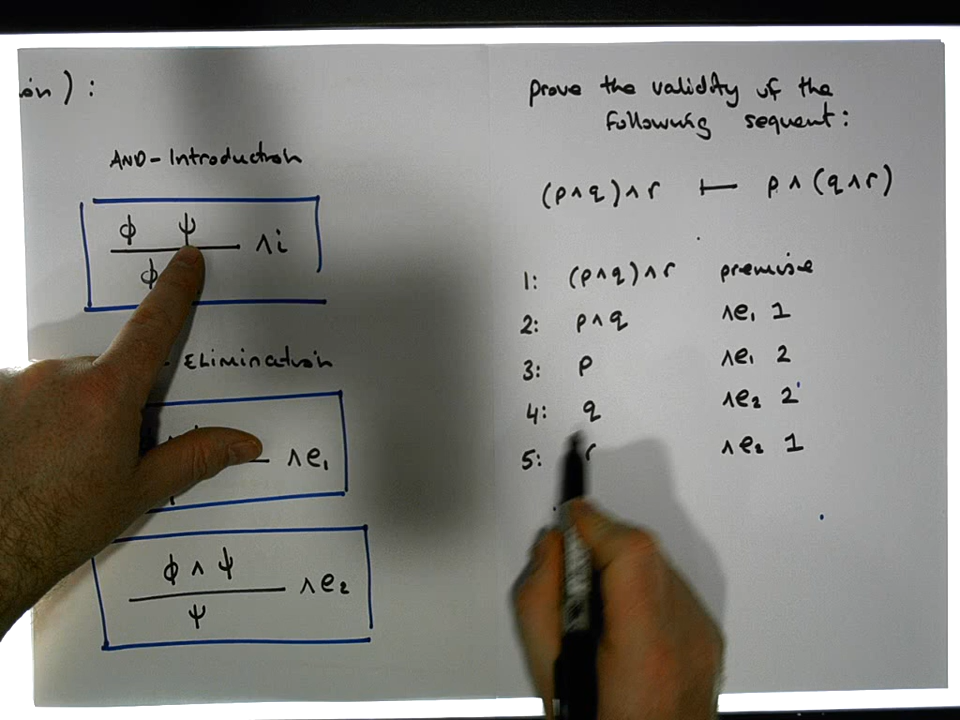 ion):
AND-Introduction
ϕ ψ
∧i
ϕ
Elimination
∧e₁
ϕ ∧ ψ
∧e₂
ψ
prove the validity of the
following sequent:
(p∧q)∧r ⊢ p∧(q∧r)
1: (p∧q)∧r premise
2: p∧q ∧e₁ 1
3: p ∧e₁ 2
4: q ∧e₂ 2
5: r ∧e₂ 1